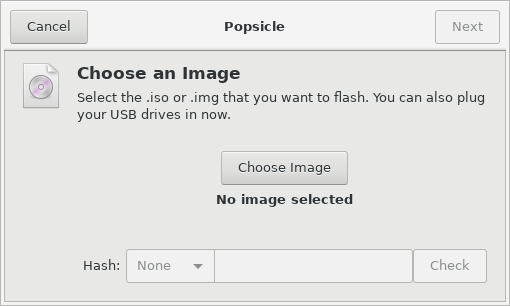 Cancel
Popsicle
Next
Choose an Image
Select the .iso or .img that you want to flash. You can also plug
your USB drives in now.
Choose Image
No image selected
Hash:
None
Check